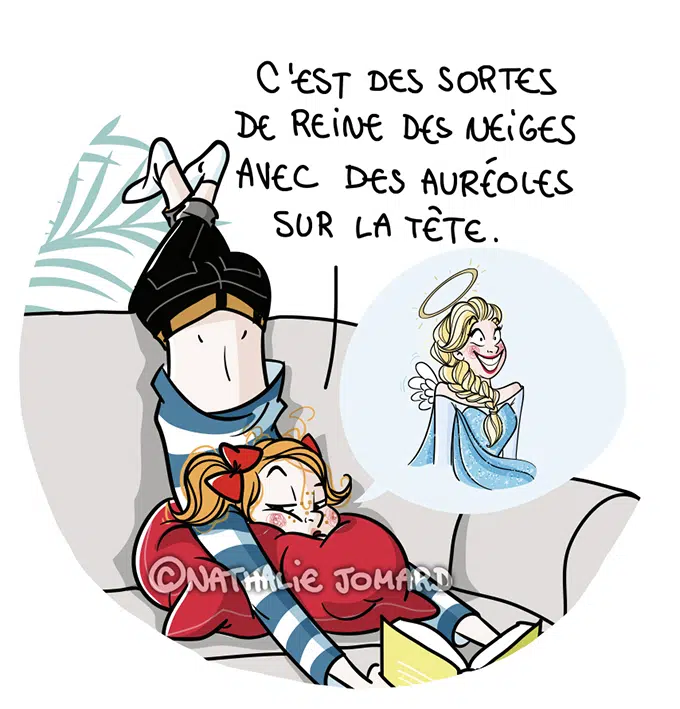 C'EST DES SORTES
DE REINE DES NEIGES
AVEC DES AURÉOLES
SUR LA TÊTE.
©NATHALIE JOMARD